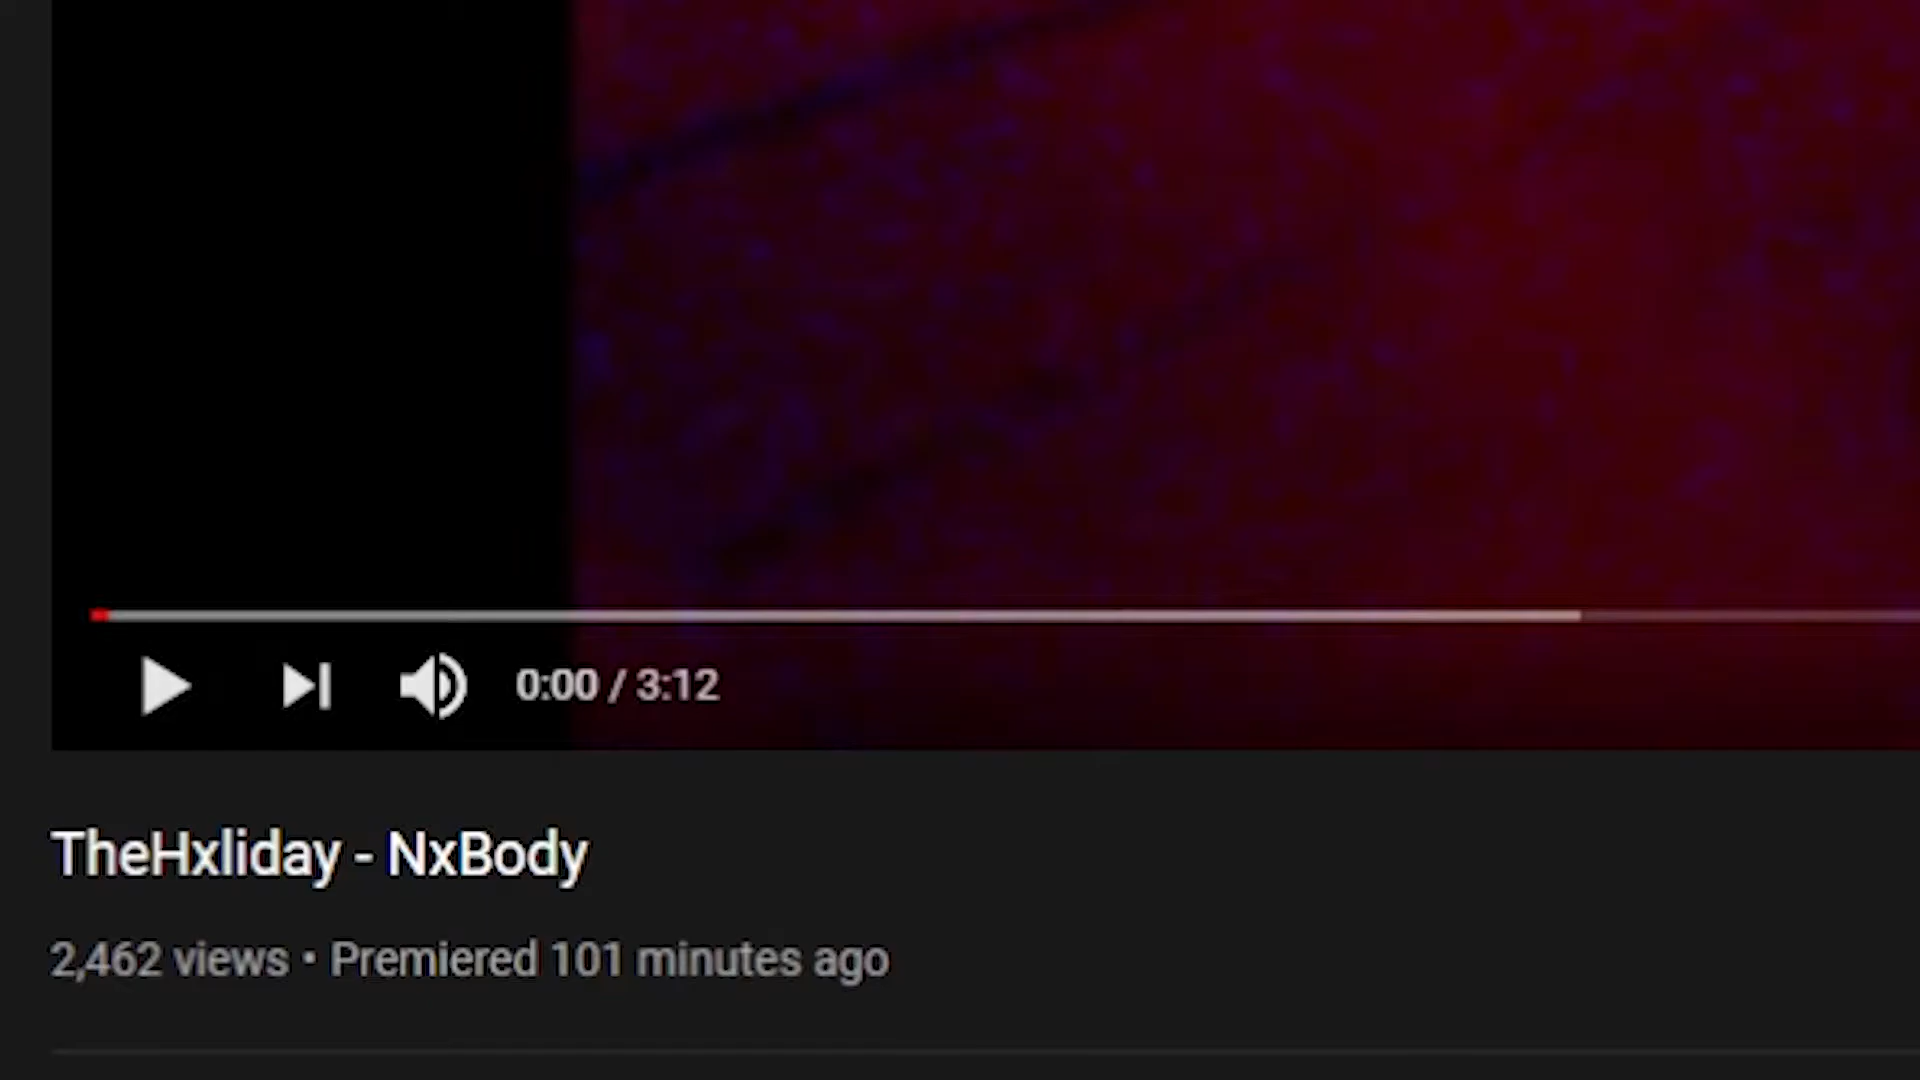 0:00 / 3:12
TheHxliday - NxBody
2,462 views • Premiered 101 minutes ago